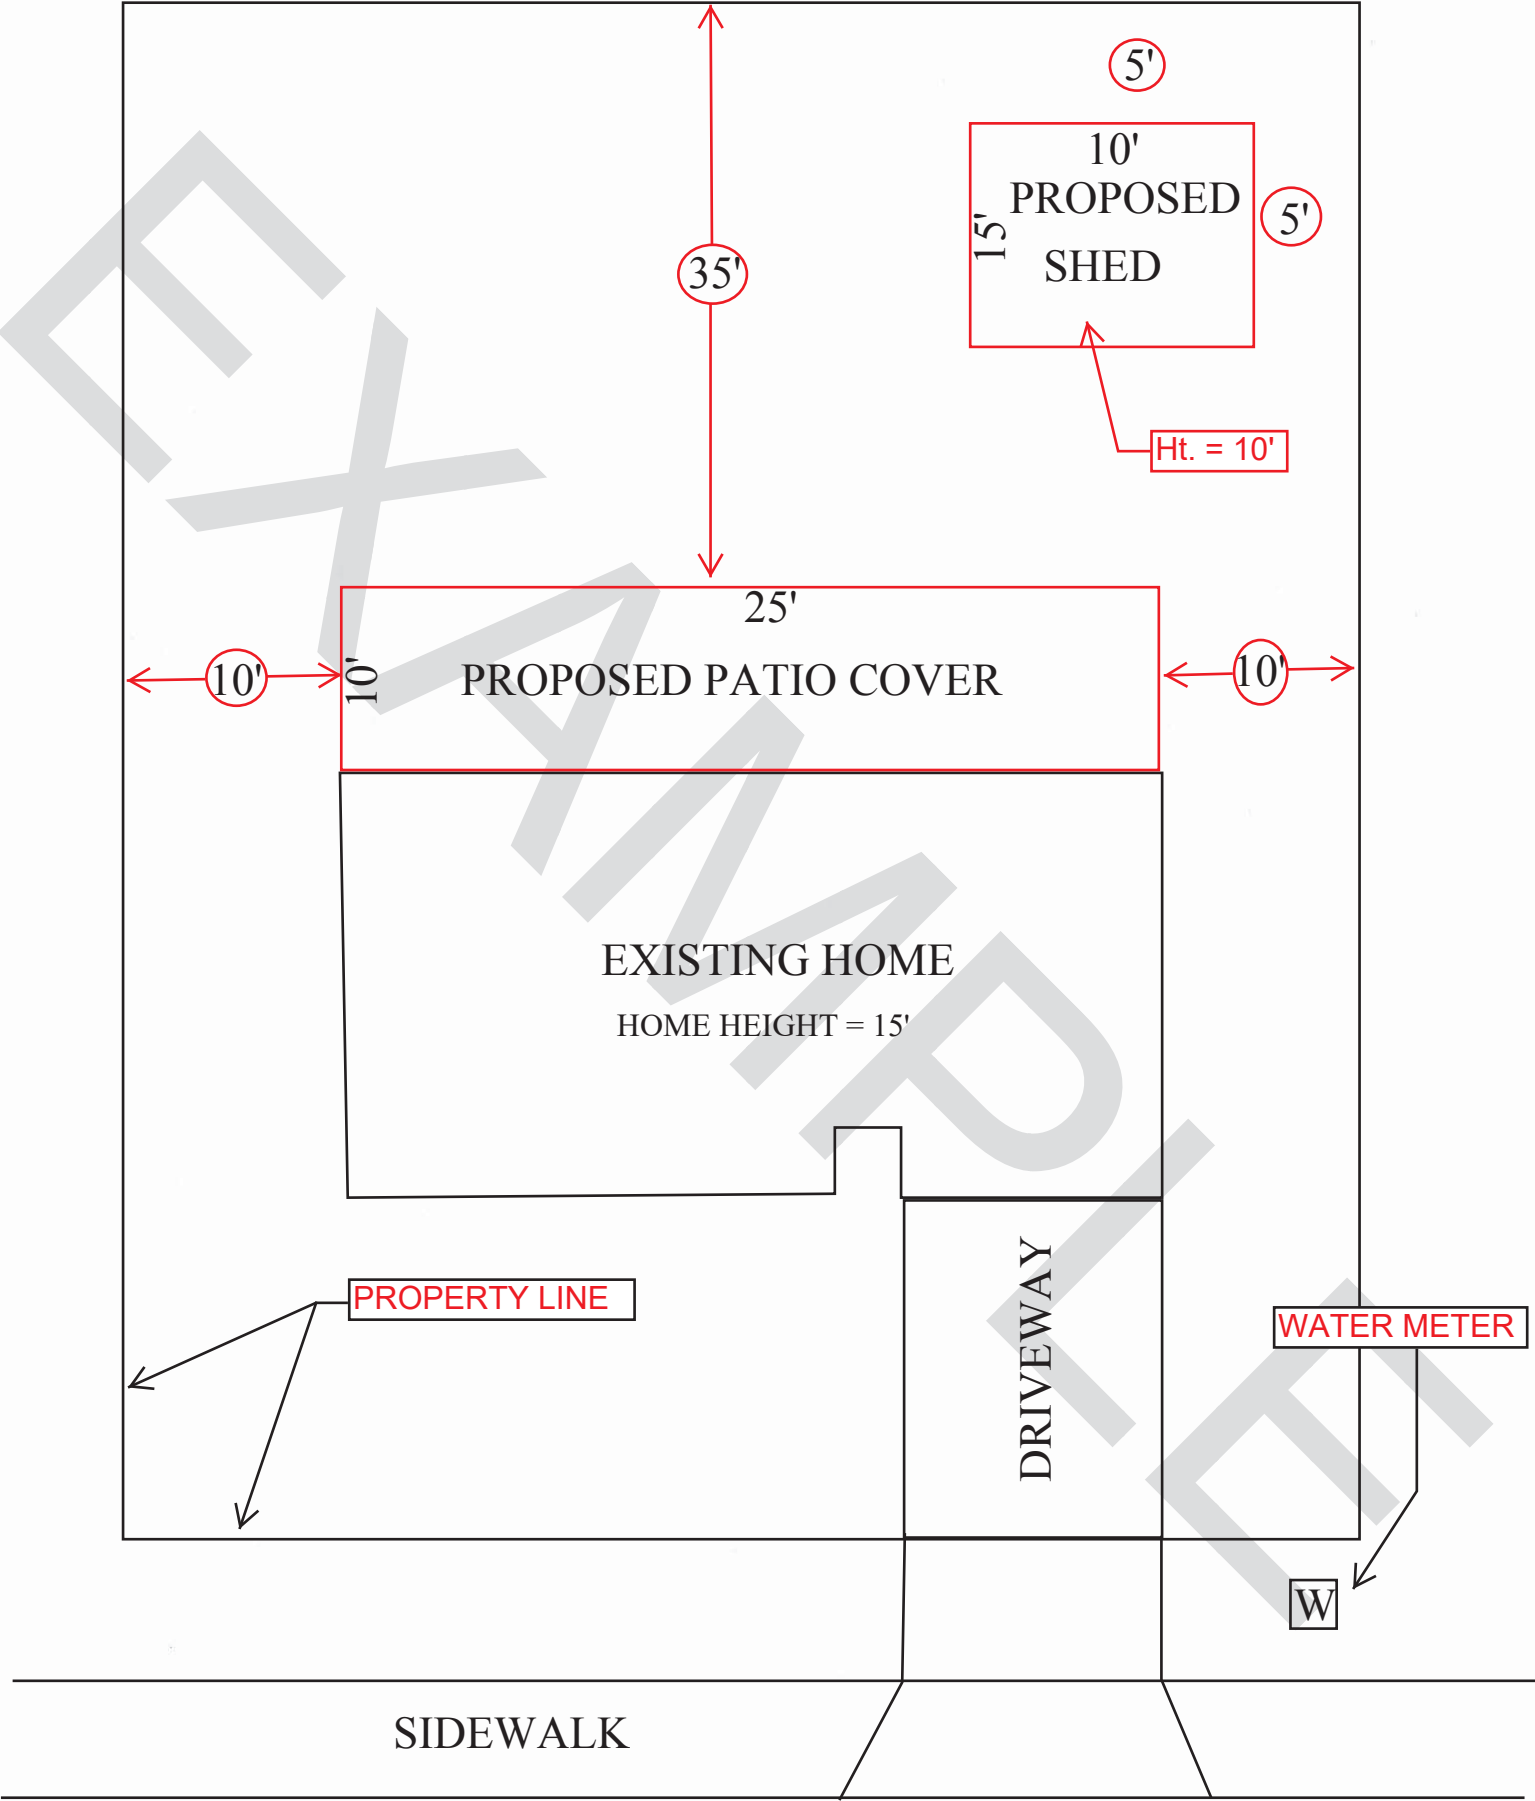 5'
10'
PROPOSED
SHED
15'
5'
35'
Ht. = 10'
25'
10'
10'
PROPOSED PATIO COVER
10'
EXISTING HOME
HOME HEIGHT = 15'
PROPERTY LINE
DRIVEWAY
WATER METER
W
SIDEWALK
EXAMPLE